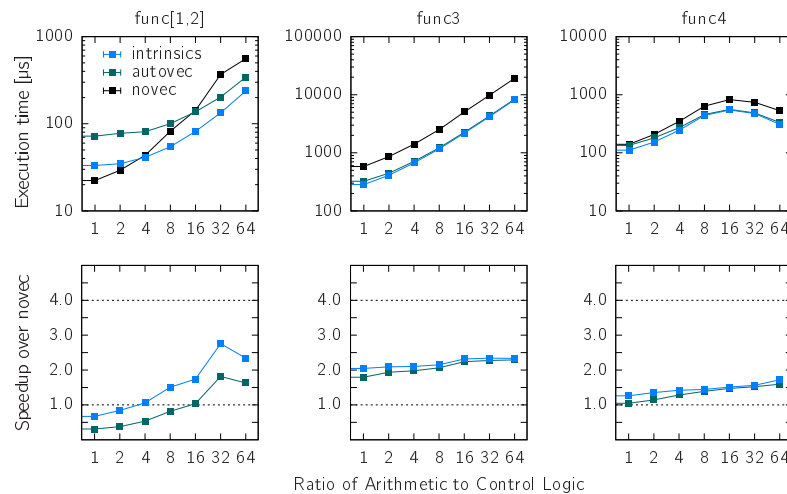 func[1,2]
func3
func4
Execution time [µs]
1000
100
10
intrinsics
autovec
novec
1 2 4 8 16 32 64
100000
10000
1000
100
1 2 4 8 16 32 64
10000
1000
100
10
1 2 4 8 16 32 64
Speedup over novec
4.0
3.0
2.0
1.0
1 2 4 8 16 32 64
4.0
3.0
2.0
1.0
1 2 4 8 16 32 64
4.0
3.0
2.0
1.0
1 2 4 8 16 32 64
Ratio of Arithmetic to Control Logic